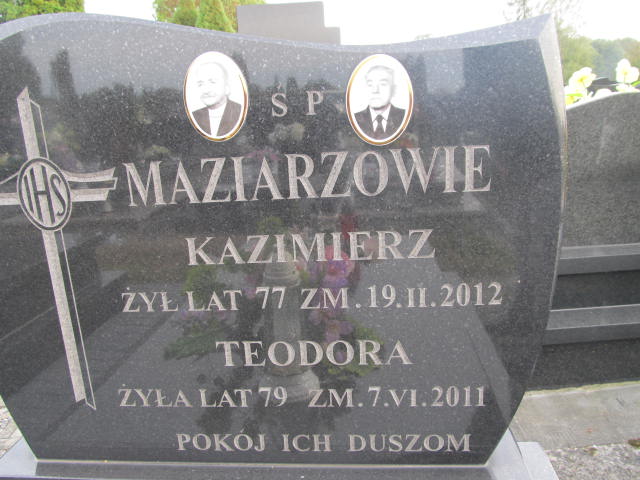 Ś P
MAZIARZOWIE
IHS
KAZIMIERZ
ŻYŁ LAT 77 ZM. 19.II.2012
TEODORA
ŻYŁA LAT 79 ZM. 7.VI.2011
POKÓJ ICH DUSZOM